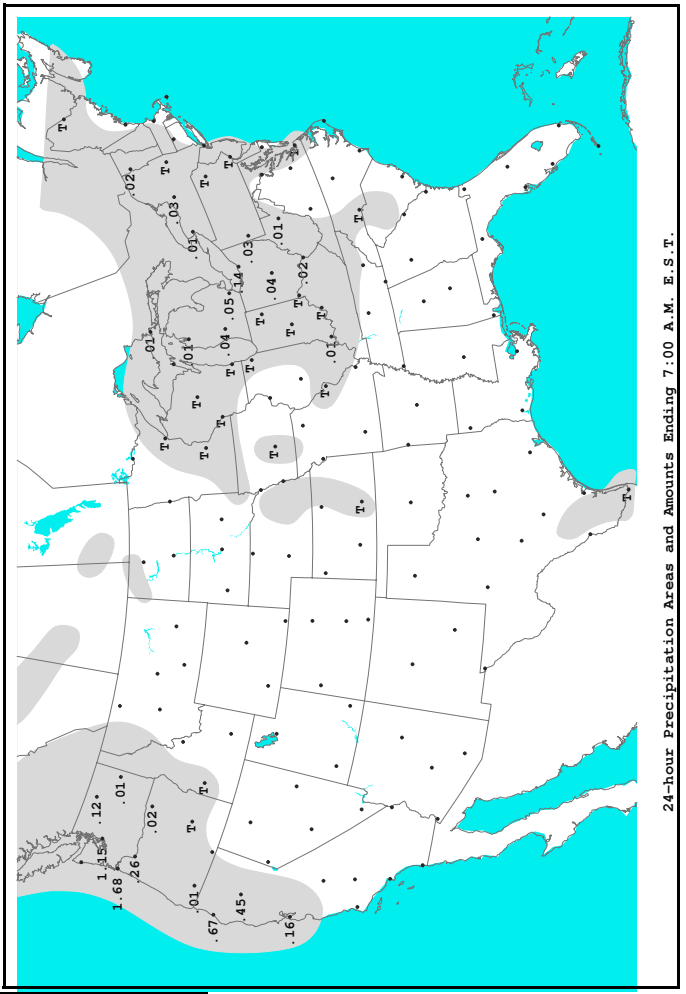 T
1.15
.12
1.68
.01
.02
.26
.01
.02
T
T
.03
.01
T
.01
.01
T
T
T
T
.67
T
.04
.05
T
T
.14
.45
.03
T
T
.04
T
.01
.16
T
T
T
.02
T
T
.01
T
T
T
24-hour Precipitation Areas and Amounts Ending 7:00 A.M. E.S.T.